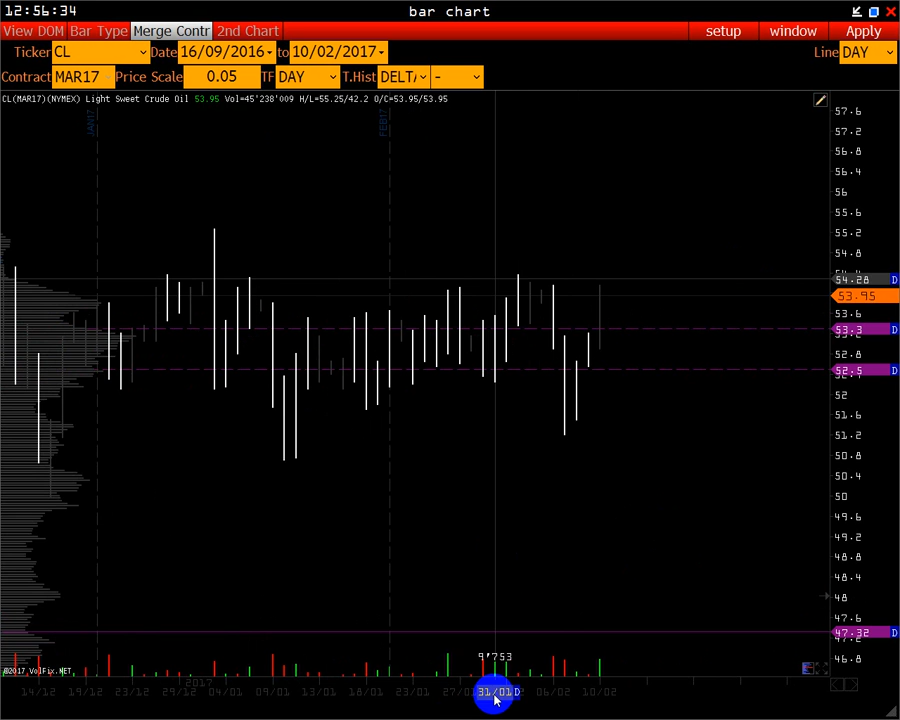 12:56:34 bar chart
View DOM Bar Type Merge Contr 2nd Chart setup window Apply
Ticker CL Date 16/09/2016 to 10/02/2017 Line DAY
Contract MAR17 Price Scale 0.05 TF DAY T.Hist DELT -
CL(MAR17)(NYMEX) Light Sweet Crude Oil 53.95 Vol=45'238'009 H/L=55.25/42.2 O/C=53.95/53.95
JAN17
FEB17
57.6
57.2
56.8
56.4
56
55.6
55.2
54.8
54.28 D
53.95
53.6
53.3 D
52.8
52.5 D
52
51.6
51.2
50.8
50.4
50
49.6
49.2
48.8
48.4
48
47.6
47.32 D
47.2
46.8
©2017 VolFix.NET
2017
14/12 19/12 23/12 29/12 04/01 09/01 13/01 18/01 23/01 27/01 31/01 D 06/02 10/02